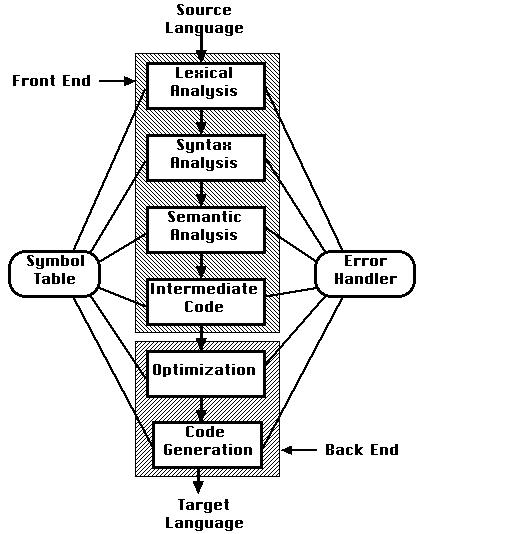 Source
Language
Front End
Lexical
Analysis
Syntax
Analysis
Semantic
Analysis
Symbol
Table
Error
Handler
Intermediate
Code
Optimization
Code
Generation
Back End
Target
Language